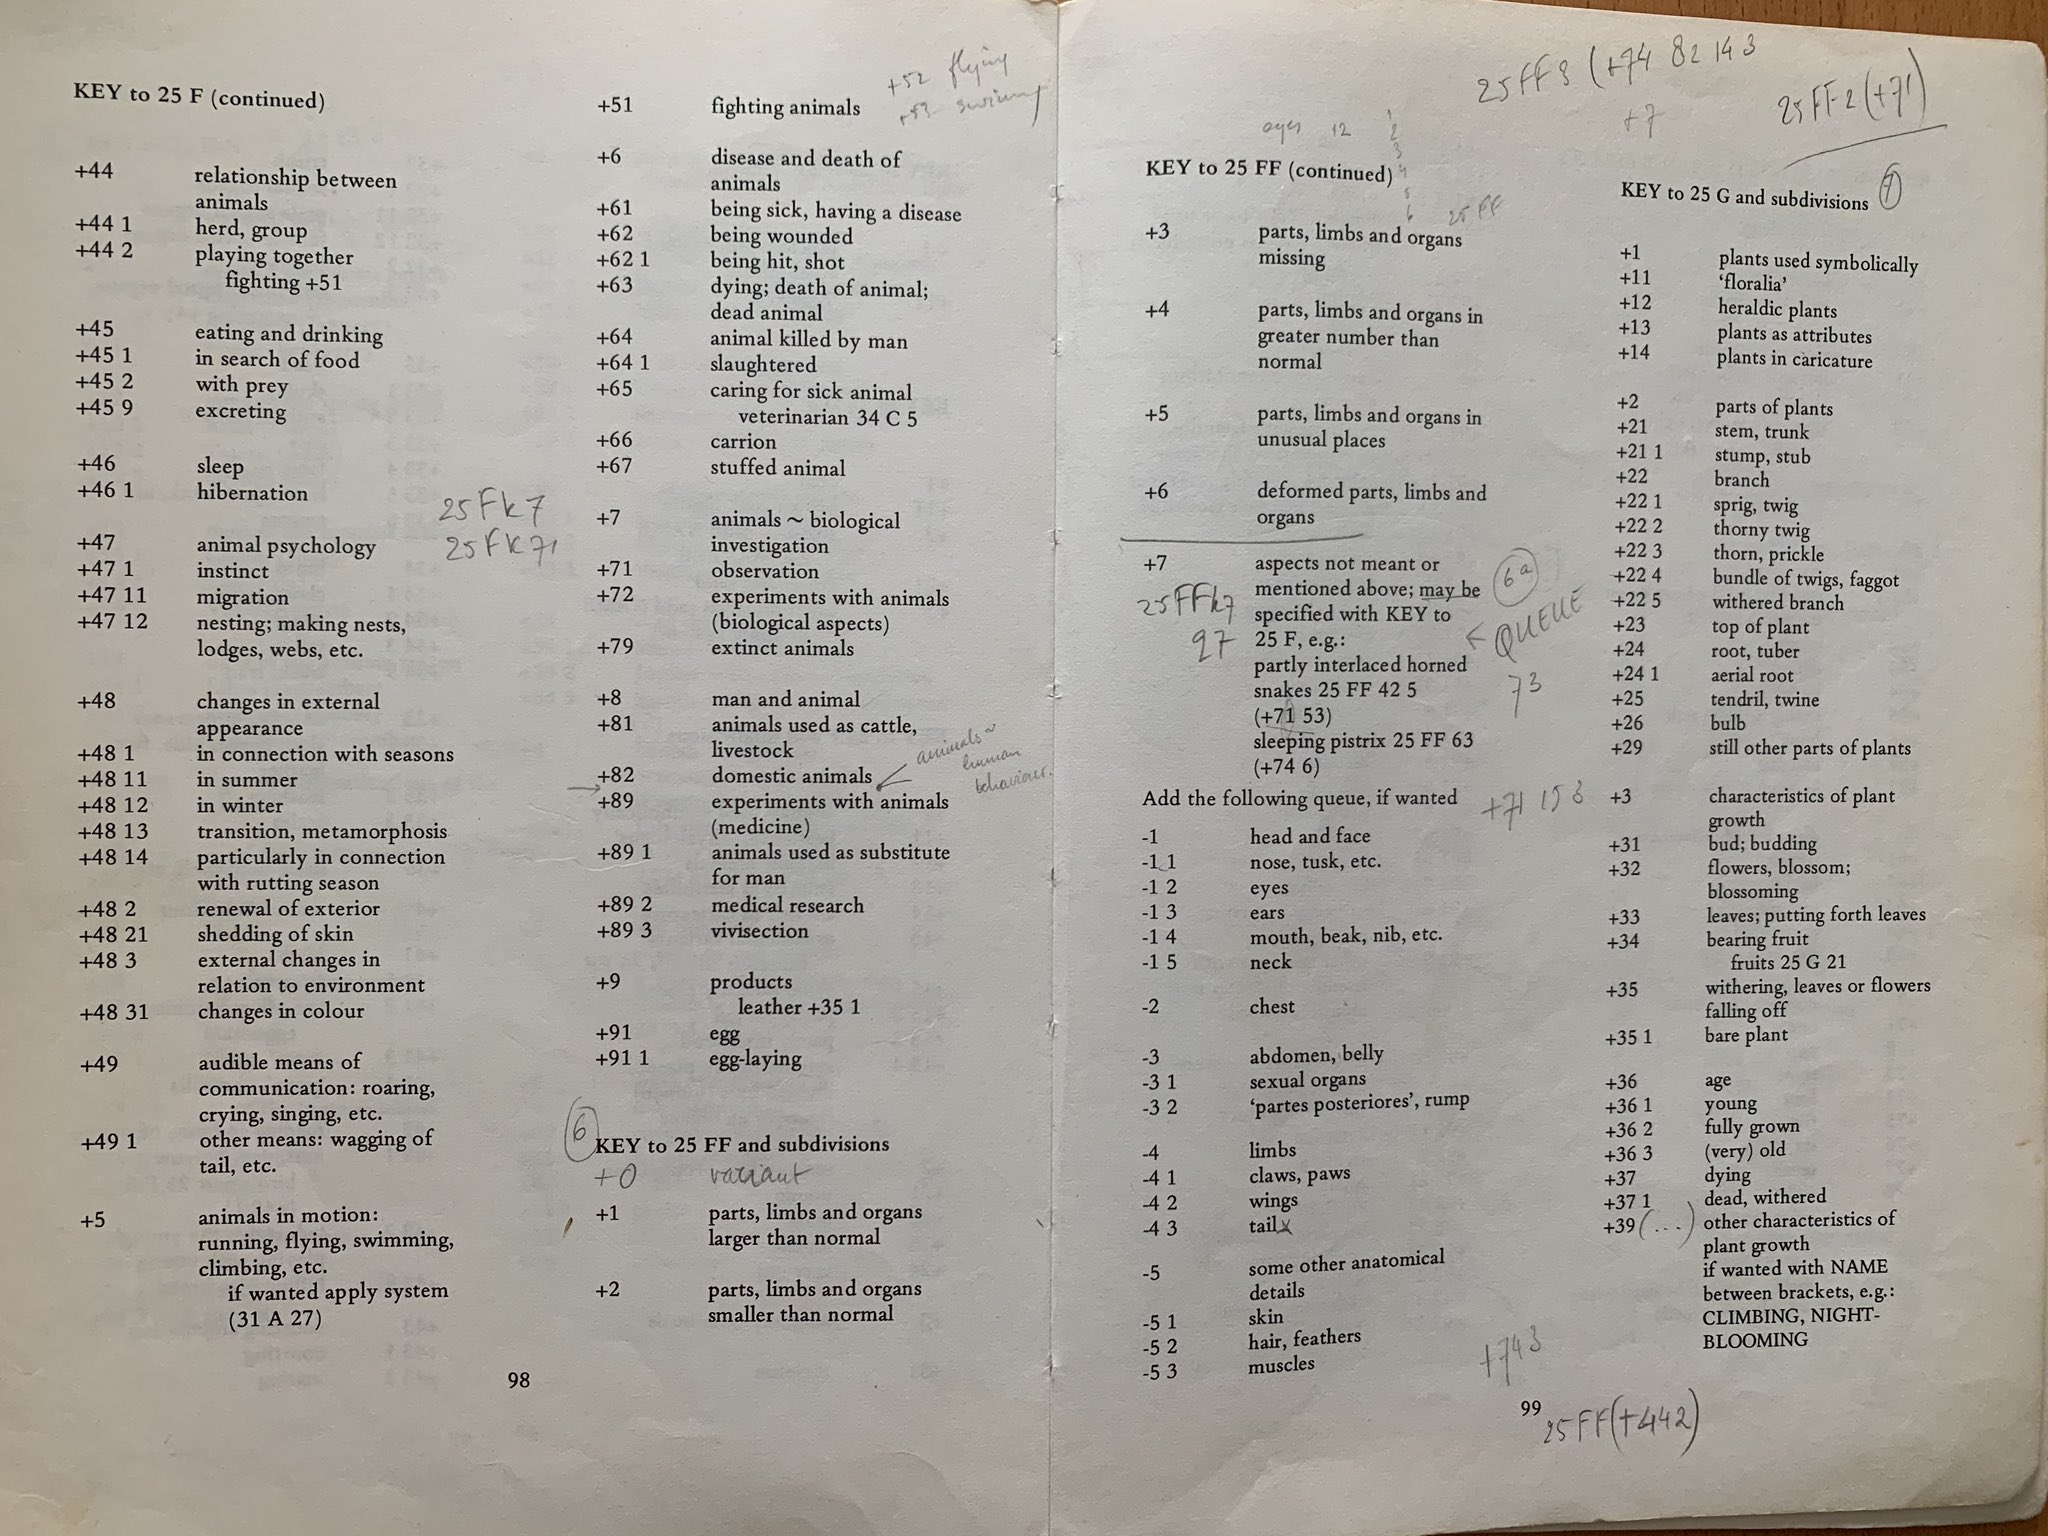 KEY to 25 F (continued)
+44 relationship between
animals
+44 1 herd, group
+44 2 playing together
fighting +51
+45 eating and drinking
+45 1 in search of food
+45 2 with prey
+45 9 excreting
+46 sleep
+46 1 hibernation
25Fk7
25Fk71
+47 animal psychology
+47 1 instinct
+47 11 migration
+47 12 nesting; making nests,
lodges, webs, etc.
+48 changes in external
appearance
+48 1 in connection with seasons
+48 11 in summer
+48 12 in winter
+48 13 transition, metamorphosis
+48 14 particularly in connection
with rutting season
+48 2 renewal of exterior
+48 21 shedding of skin
+48 3 external changes in
relation to environment
+48 31 changes in colour
+49 audible means of
communication: roaring,
crying, singing, etc.
+49 1 other means: wagging of
tail, etc.
+5 animals in motion:
running, flying, swimming,
climbing, etc.
if wanted apply system
(31 A 27)
+52 flying
+53
+51 fighting animals
+6 disease and death of
animals
+61 being sick, having a disease
+62 being wounded
+62 1 being hit, shot
+63 dying; death of animal;
dead animal
+64 animal killed by man
+64 1 slaughtered
+65 caring for sick animal
veterinarian 34 C 5
+66 carrion
+67 stuffed animal
+7 animals ~ biological
investigation
+71 observation
+72 experiments with animals
(biological aspects)
+79 extinct animals
+8 man and animal
+81 animals used as cattle,
livestock
animals ~
human
behaviour.
+82 domestic animals
+89 experiments with animals
(medicine)
+89 1 animals used as substitute
for man
+89 2 medical research
+89 3 vivisection
+9 products
leather +35 1
+91 egg
+91 1 egg-laying
6
KEY to 25 FF and subdivisions
+0 variant
+1 parts, limbs and organs
larger than normal
+2 parts, limbs and organs
smaller than normal
98
25FF3 (+74 82 14 3
+7
25FF2(+71)
12
1
2
3
4
5
6
25FF
KEY to 25 FF (continued)
+3 parts, limbs and organs
missing
+4 parts, limbs and organs in
greater number than
normal
+5 parts, limbs and organs in
unusual places
+6 deformed parts, limbs and
organs
+7 aspects not meant or
mentioned above; may be
specified with KEY to
25 F, e.g.:
partly interlaced horned
snakes 25 FF 42 5
(+71 53)
sleeping pistrix 25 FF 63
(+74 6)
25FFk7
97
6a
← QUEUE
73
+71 153
Add the following queue, if wanted
-1 head and face
-1 1 nose, tusk, etc.
-1 2 eyes
-1 3 ears
-1 4 mouth, beak, nib, etc.
-1 5 neck
-2 chest
-3 abdomen, belly
-3 1 sexual organs
-3 2 ‘partes posteriores’, rump
-4 limbs
-4 1 claws, paws
-4 2 wings
-4 3 tail
-5 some other anatomical
details
-5 1 skin
-5 2 hair, feathers
-5 3 muscles
+743
KEY to 25 G and subdivisions 7
+1 plants used symbolically
+11 ‘floralia’
+12 heraldic plants
+13 plants as attributes
+14 plants in caricature
+2 parts of plants
+21 stem, trunk
+21 1 stump, stub
+22 branch
+22 1 sprig, twig
+22 2 thorny twig
+22 3 thorn, prickle
+22 4 bundle of twigs, faggot
+22 5 withered branch
+23 top of plant
+24 root, tuber
+24 1 aerial root
+25 tendril, twine
+26 bulb
+29 still other parts of plants
+3 characteristics of plant
growth
+31 bud; budding
+32 flowers, blossom;
blossoming
+33 leaves; putting forth leaves
+34 bearing fruit
fruits 25 G 21
+35 withering, leaves or flowers
falling off
+35 1 bare plant
+36 age
+36 1 young
+36 2 fully grown
+36 3 (very) old
+37 dying
+37 1 dead, withered
+39 (...) other characteristics of
plant growth
if wanted with NAME
between brackets, e.g.:
CLIMBING, NIGHT-
BLOOMING
99
25FF(+442)